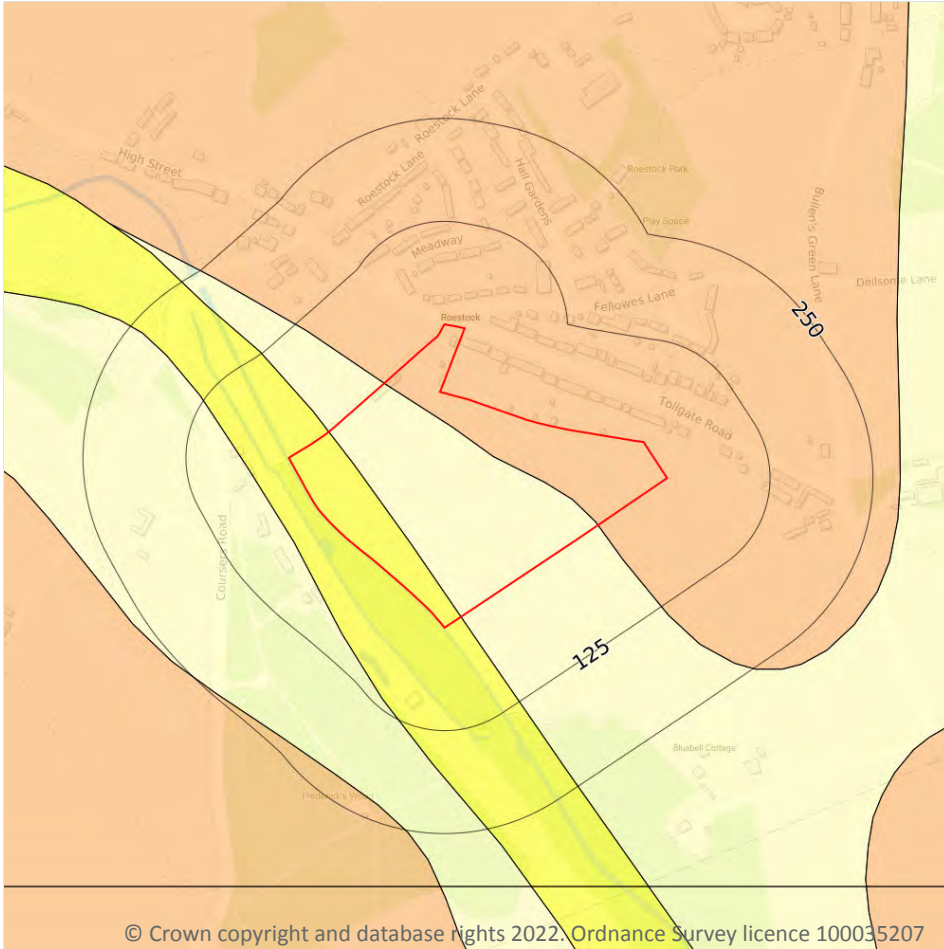 Roestock Lane
High Street
Roestock Lane
Hall Gardens
Roestock Park
Play Space
Bullen's Green Lane
Meadway
Dellsome Lane
Fellowes Lane
250
Roestock
Tollgate Road
Coursers Road
125
Bluebell Cottage
Frederick's Wood
© Crown copyright and database rights 2022. Ordnance Survey licence 100035207